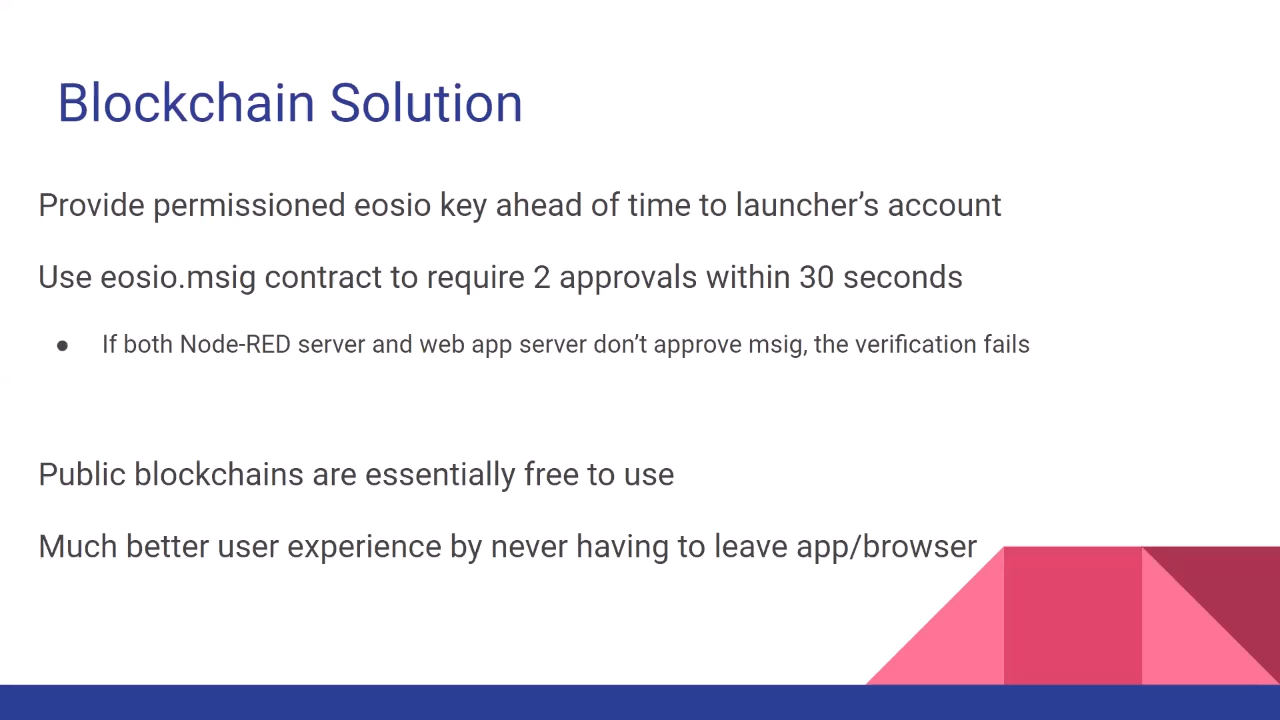 Blockchain Solution
Provide permissioned eosio key ahead of time to launcher’s account
Use eosio.msig contract to require 2 approvals within 30 seconds
● If both Node-RED server and web app server don’t approve msig, the verification fails
Public blockchains are essentially free to use
Much better user experience by never having to leave app/browser